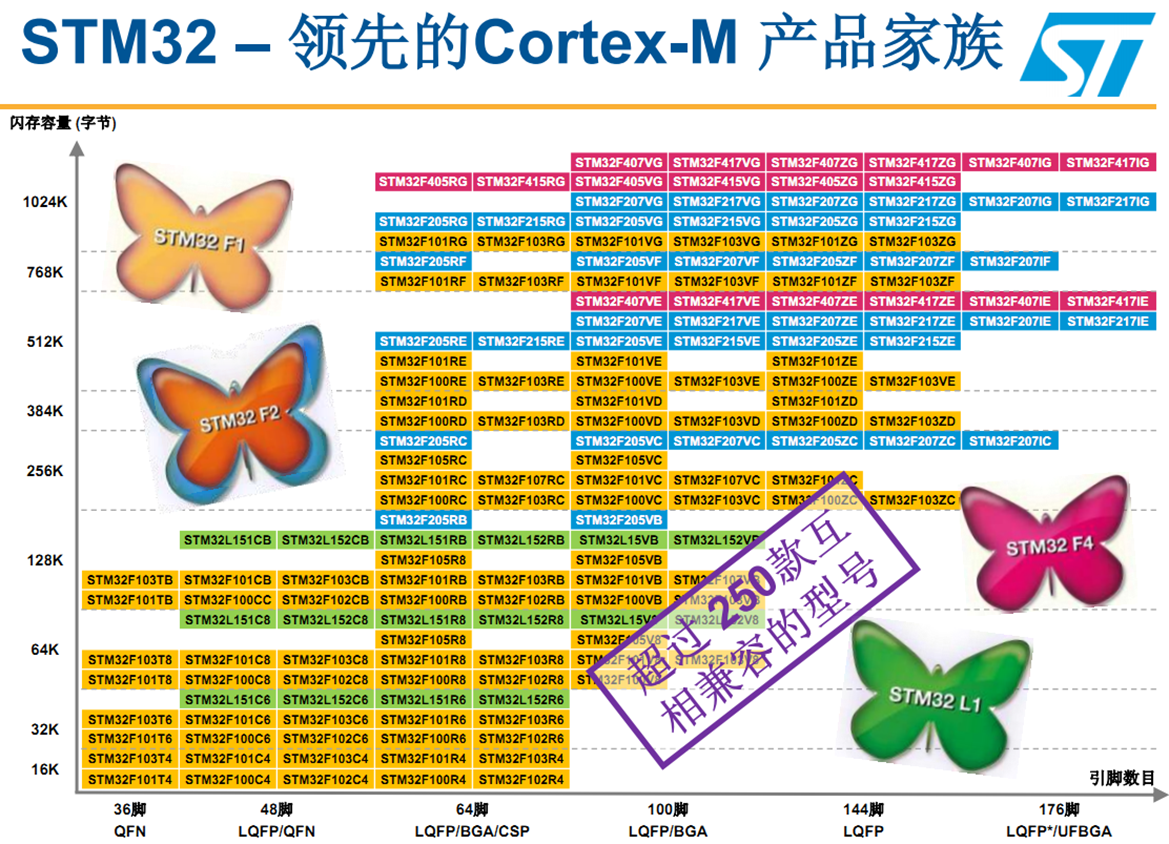 STM32 – 领先的Cortex-M 产品家族
ST
闪存容量 (字节)
STM32F407VG STM32F417VG STM32F407ZG STM32F417ZG STM32F407IG STM32F417IG
STM32F405RG STM32F415RG STM32F405VG STM32F415VG STM32F405ZG STM32F415ZG
1024K
STM32F207VG STM32F217VG STM32F207ZG STM32F217ZG STM32F207IG STM32F217IG
STM32F205RG STM32F215RG STM32F205VG STM32F215VG STM32F205ZG STM32F215ZG
STM32 F1
STM32F101RG STM32F103RG STM32F101VG STM32F103VG STM32F101ZG STM32F103ZG
768K
STM32F205RF STM32F205VF STM32F207VF STM32F205ZF STM32F207ZF STM32F207IF
STM32F101RF STM32F103RF STM32F101VF STM32F103VF STM32F101ZF STM32F103ZF
STM32F407VE STM32F417VE STM32F407ZE STM32F417ZE STM32F407IE STM32F417IE
STM32F207VE STM32F217VE STM32F207ZE STM32F217ZE STM32F207IE STM32F217IE
512K
STM32F205RE STM32F215RE STM32F205VE STM32F215VE STM32F205ZE STM32F215ZE
STM32F101RE STM32F101VE STM32F101ZE
STM32F100RE STM32F103RE STM32F100VE STM32F103VE STM32F100ZE STM32F103VE
384K
STM32F101RD STM32F101VD STM32F101ZD
STM32 F2
STM32F100RD STM32F103RD STM32F100VD STM32F103VD STM32F100ZD STM32F103ZD
STM32F205RC STM32F205VC STM32F207VC STM32F205ZC STM32F207ZC STM32F207IC
256K
STM32F105RC STM32F105VC
STM32F101RC STM32F107RC STM32F101VC STM32F107VC
STM32F100RC STM32F103RC STM32F100VC STM32F103VC STM32F100ZC STM32F103ZC
STM32F205RB STM32F205VB
STM32L151CB STM32L152CB STM32L151RB STM32L152RB STM32L15VB STM32L152VB
STM32 F4
128K
STM32F105R8 STM32F105VB
STM32F103TB STM32F101CB STM32F103CB STM32F101RB STM32F103RB STM32F101VB
STM32F101TB STM32F100CC STM32F102CB STM32F100RB STM32F102RB STM32F100VB
STM32L151C8 STM32L152C8 STM32L151R8 STM32L152R8
超过 250款互
相兼容的型号
64K
STM32F105R8
STM32F103T8 STM32F101C8 STM32F103C8 STM32F101R8 STM32F103R8
STM32F101T8 STM32F100C8 STM32F102C8 STM32F100R8 STM32F102R8
STM32L151C6 STM32L152C6 STM32L151R6 STM32L152R6
STM32 L1
32K
STM32F103T6 STM32F101C6 STM32F103C6 STM32F101R6 STM32F103R6
STM32F101T6 STM32F100C6 STM32F102C6 STM32F100R6 STM32F102R6
16K
STM32F103T4 STM32F101C4 STM32F103C4 STM32F101R4 STM32F103R4
STM32F101T4 STM32F100C4 STM32F102C4 STM32F100R4 STM32F102R4
引脚数目
36脚 48脚 64脚 100脚 144脚 176脚
QFN LQFP/QFN LQFP/BGA/CSP LQFP/BGA LQFP LQFP*/UFBGA